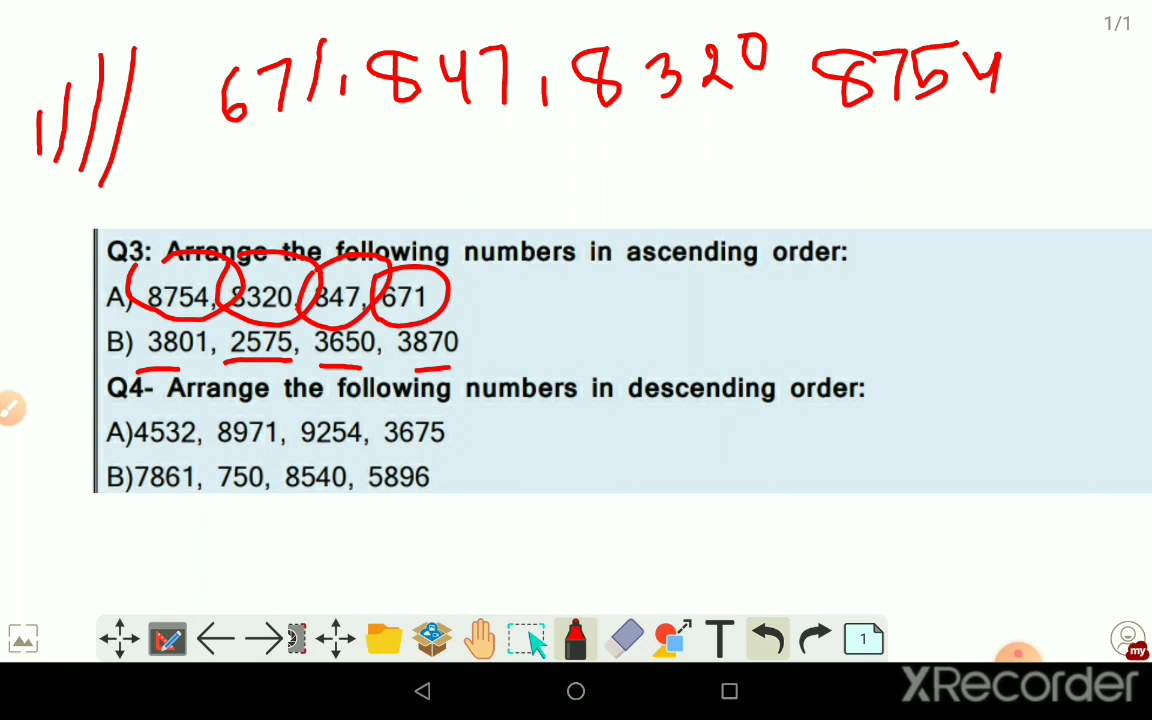 1/1
671, 847, 8320 8754
Q3: Arrange the following numbers in ascending order:
A) 8754, 8320, 847, 671
B) 3801, 2575, 3650, 3870
Q4- Arrange the following numbers in descending order:
A)4532, 8971, 9254, 3675
B)7861, 750, 8540, 5896
T 1
my
XRecorder